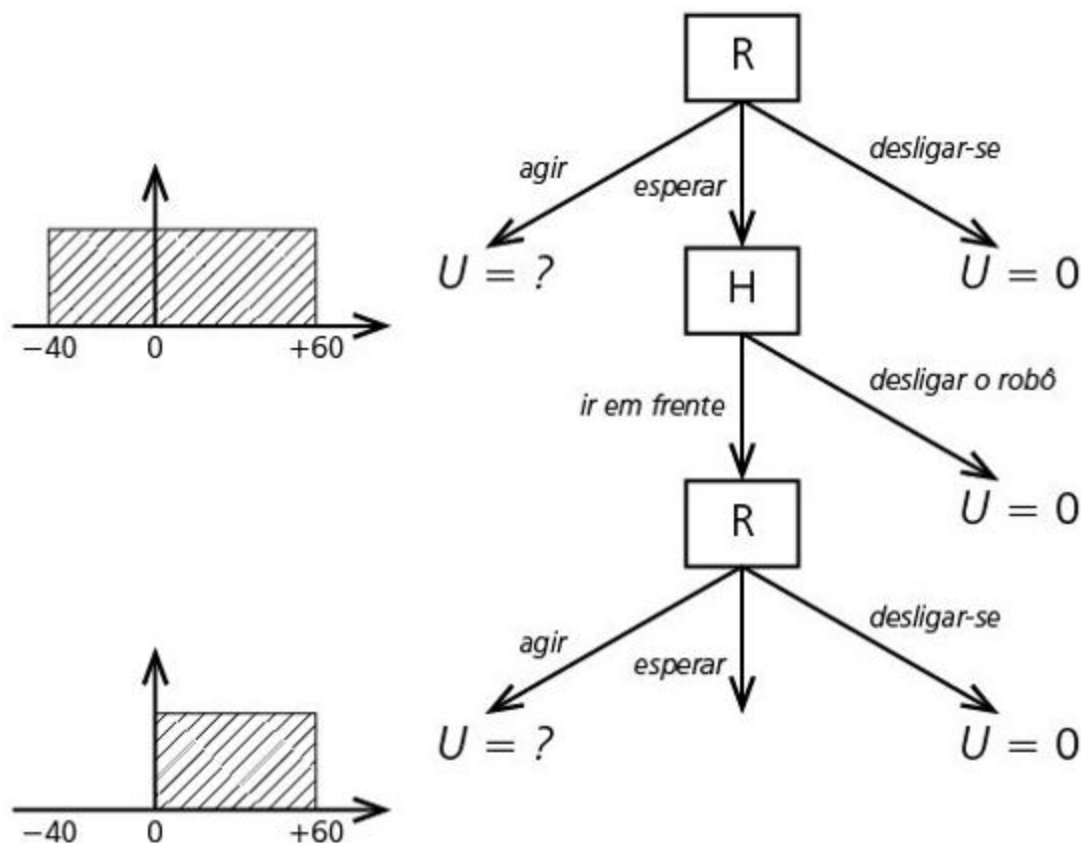 R
agir
esperar
desligar-se
U = ?
H
U = 0
−40
0
+60
ir em frente
desligar o robô
R
U = 0
agir
esperar
desligar-se
U = ?
U = 0
−40
0
+60